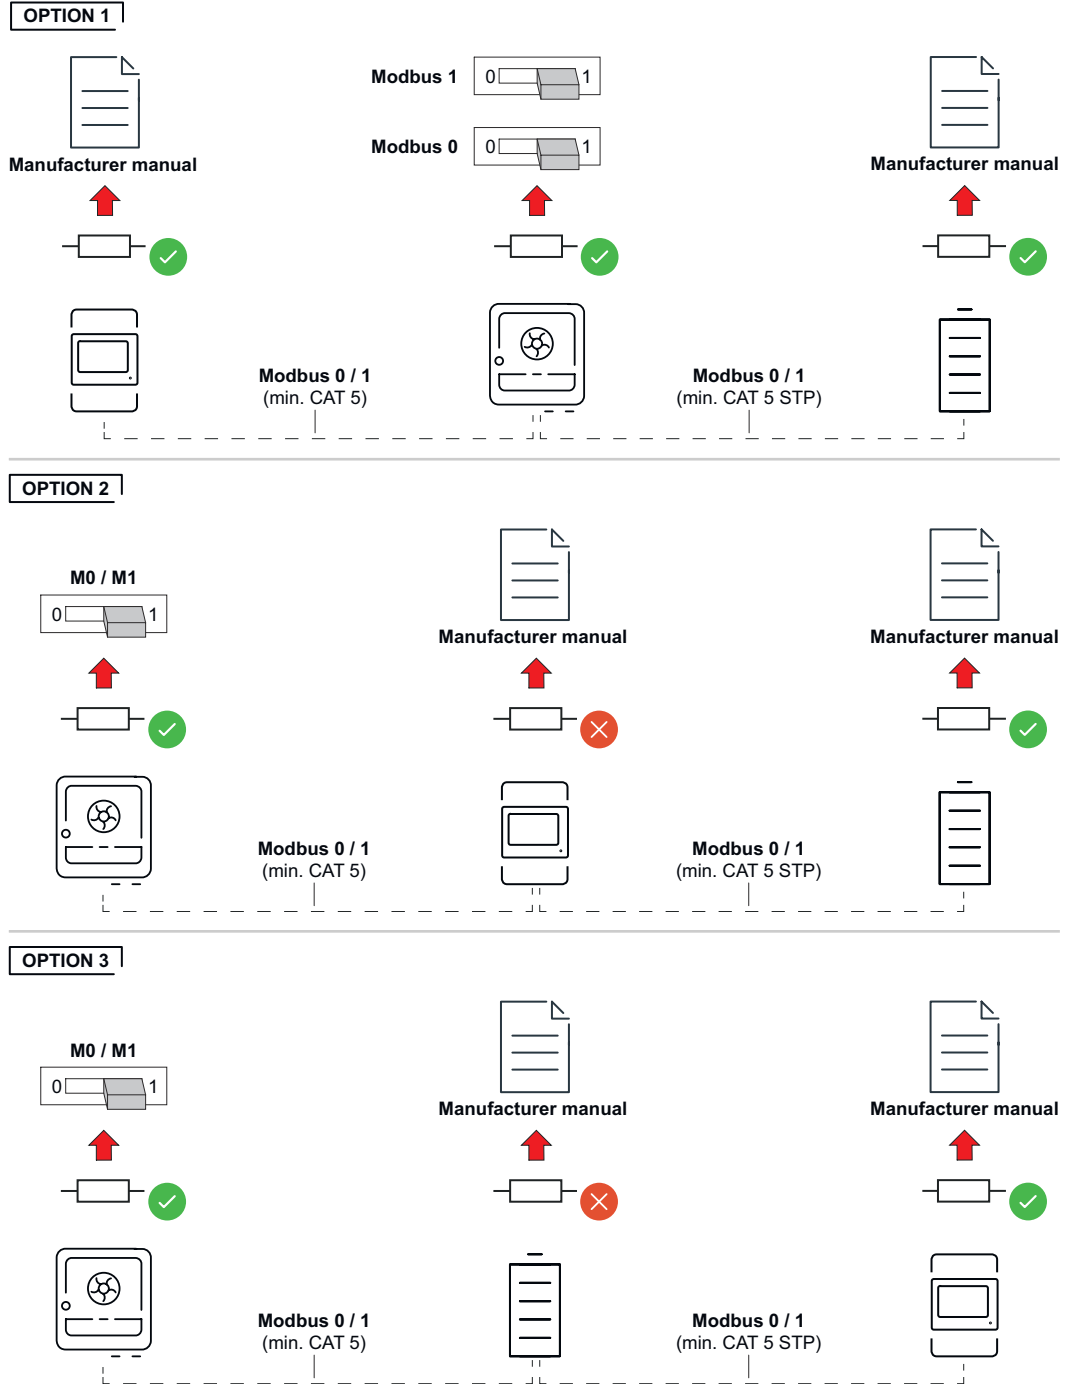 OPTION 1
Modbus 1
0 1
Modbus 0
0 1
Manufacturer manual
Manufacturer manual
Modbus 0 / 1
(min. CAT 5)
Modbus 0 / 1
(min. CAT 5 STP)
OPTION 2
M0 / M1
0 1
Manufacturer manual
Manufacturer manual
Modbus 0 / 1
(min. CAT 5)
Modbus 0 / 1
(min. CAT 5 STP)
OPTION 3
M0 / M1
0 1
Manufacturer manual
Manufacturer manual
Modbus 0 / 1
(min. CAT 5)
Modbus 0 / 1
(min. CAT 5 STP)